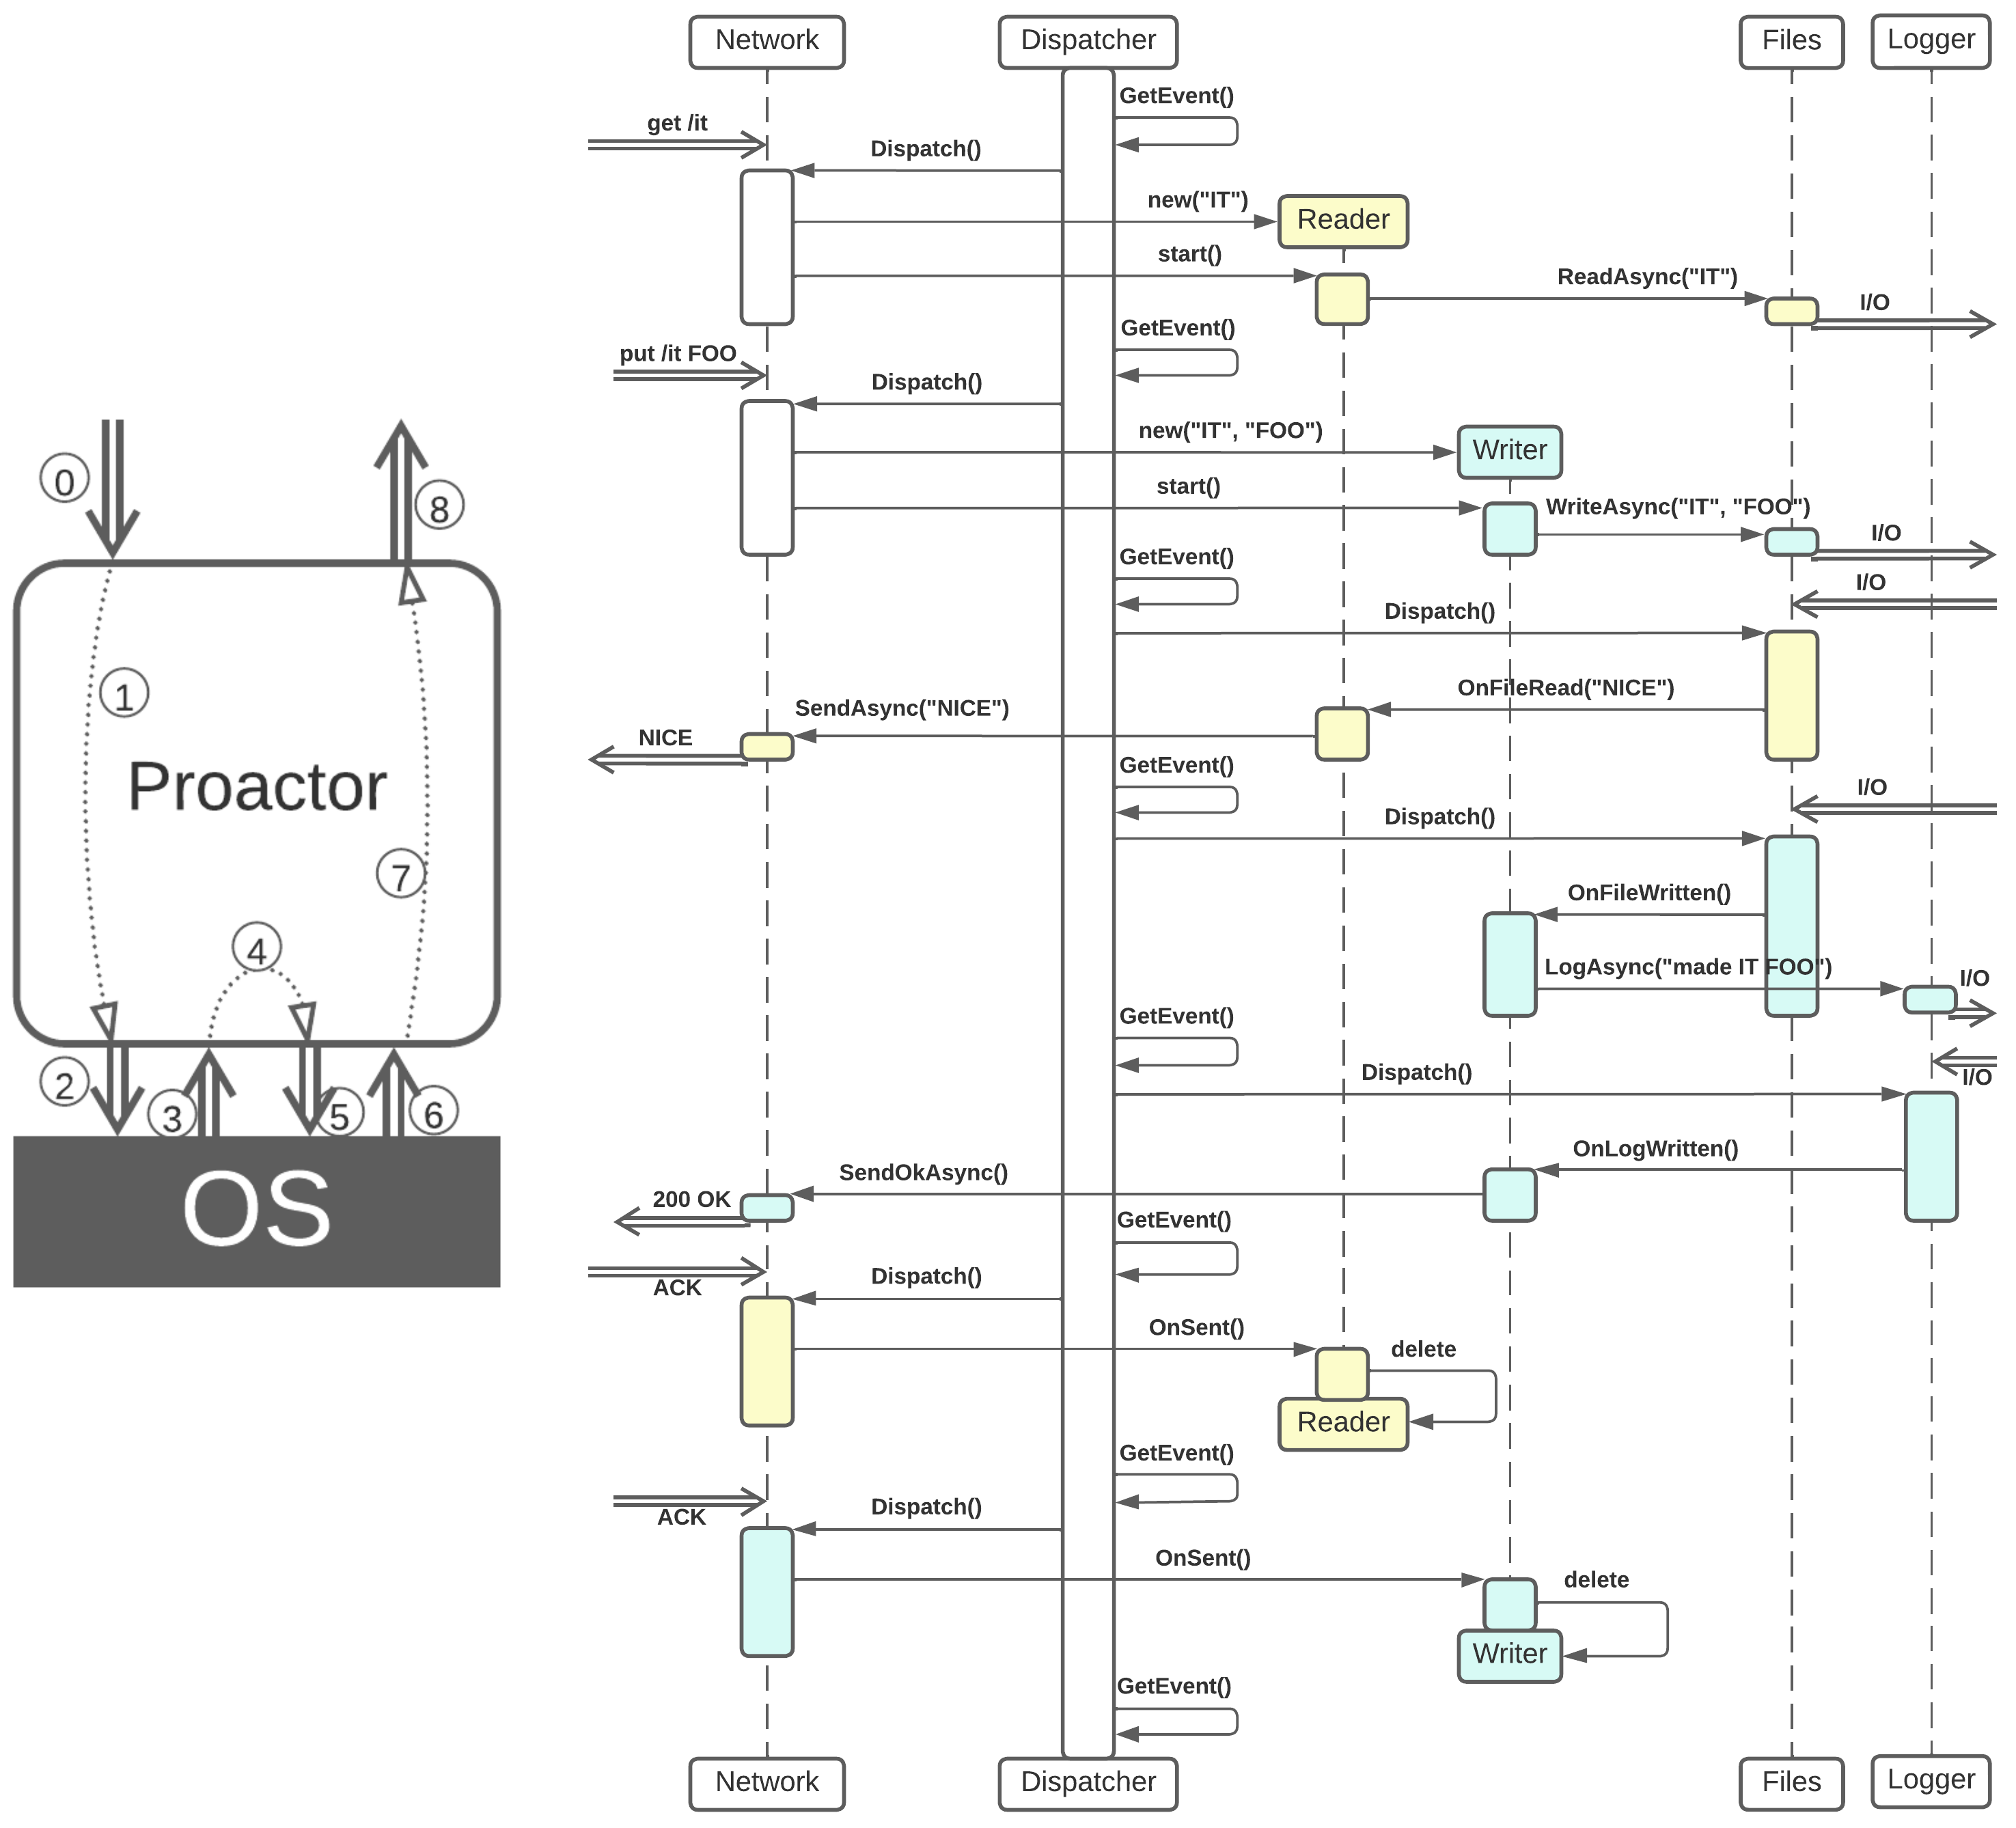 Network
Dispatcher
Files
Logger
GetEvent()
get /it
Dispatch()
new("IT")
Reader
start()
ReadAsync("IT")
I/O
GetEvent()
put /it FOO
Dispatch()
new("IT", "FOO")
Writer
start()
WriteAsync("IT", "FOO")
I/O
GetEvent()
I/O
Dispatch()
OnFileRead("NICE")
SendAsync("NICE")
NICE
GetEvent()
I/O
Dispatch()
OnFileWritten()
LogAsync("made IT FOO")
I/O
GetEvent()
I/O
Dispatch()
OnLogWritten()
SendOkAsync()
200 OK
GetEvent()
ACK
Dispatch()
OnSent()
delete
Reader
GetEvent()
ACK
Dispatch()
OnSent()
delete
Writer
GetEvent()
Network
Dispatcher
Files
Logger
0
8
1
Proactor
7
4
2
3
5
6
OS